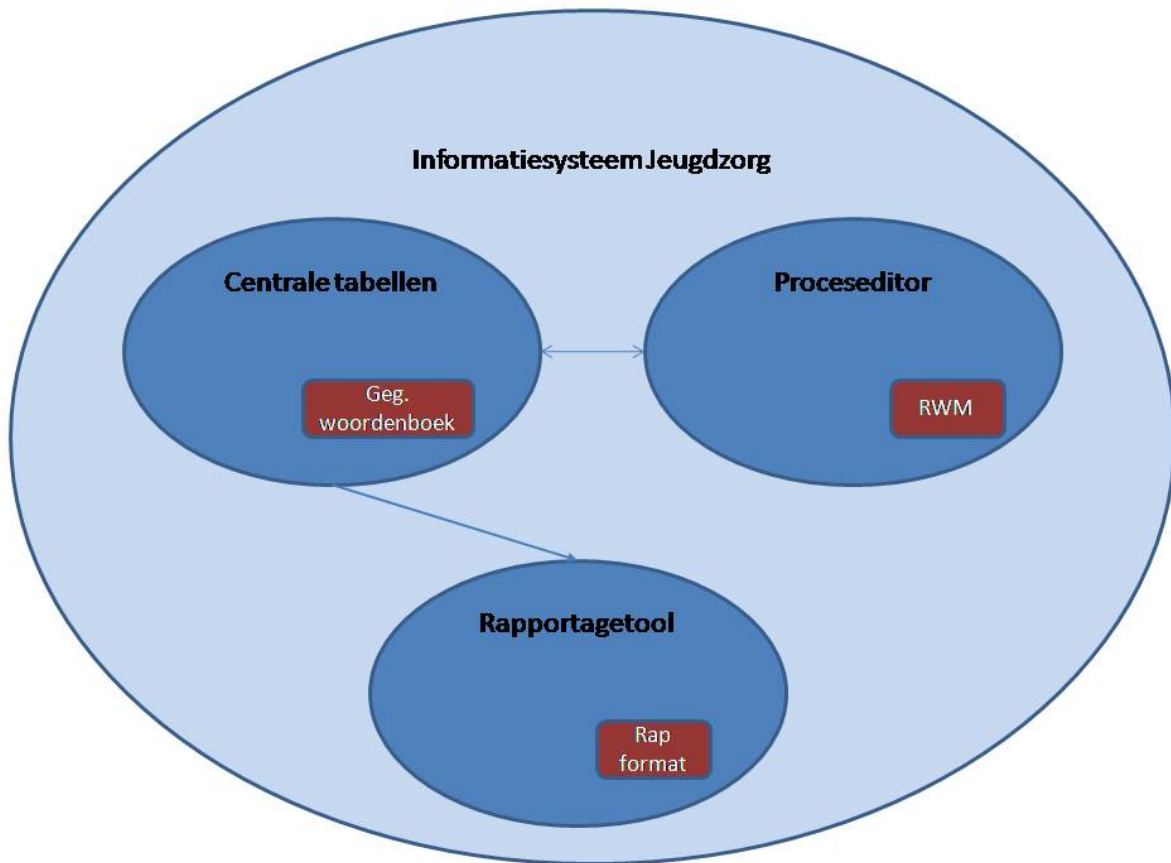 Informatiesysteem Jeugdzorg
Centrale tabellen
Proceseditor
Geg.
woordenboek
RWM
Rapportagetool
Rap
format